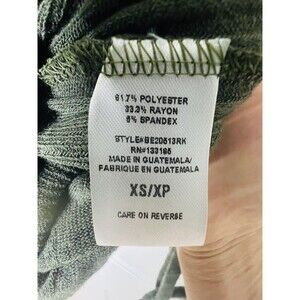 61.7% POLYESTER
33.3% RAYON
5% SPANDEX
STYLE#BE20513RK
RN#133195
MADE IN GUATEMALA/
FABRIQUE EN GUATEMALA
XS/XP
CARE ON REVERSE